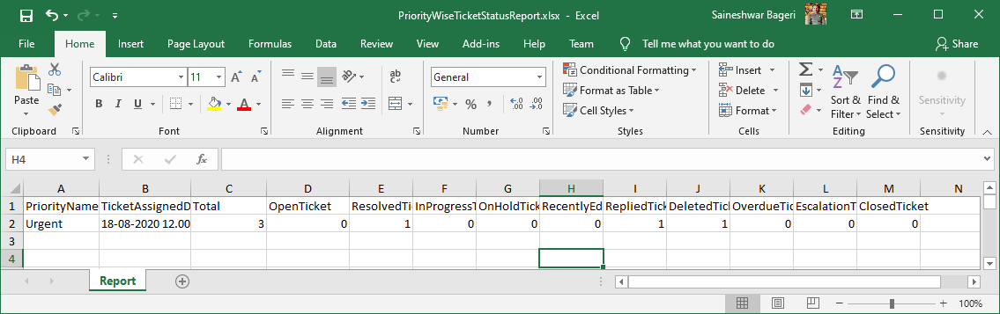 PriorityWiseTicketStatusReport.xlsx - Excel
Saineshwar Bageri
File Home Insert Page Layout Formulas Data Review View Add-ins Help Team Tell me what you want to do Share
Calibri 11 General
Conditional Formatting Insert
Format as Table Delete
Cell Styles Format
Paste
B I U A A A ab c $ % , .00 .0
Sort & Filter Find & Select Sensitivity
Clipboard Font Alignment Number Styles Cells Editing Sensitivity
H4 fx
A B C D E F G H I J K L M N
1 PriorityName TicketAssignedD Total OpenTicket ResolvedTi InProgressT OnHoldTick RecentlyEd RepliedTick DeletedTick OverdueTic EscalationT ClosedTicket
2 Urgent 18-08-2020 12.00 3 0 1 0 0 0 1 1 0 0 0
3
4
Report
100%